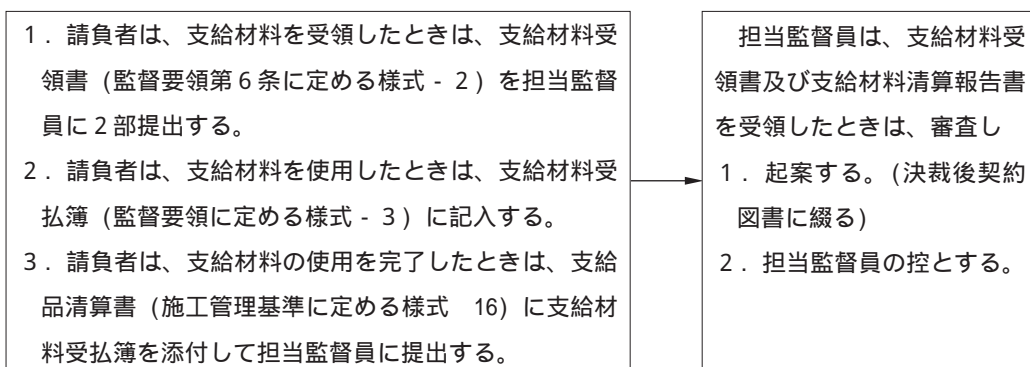 1．請負者は、支給材料を受領したときは、支給材料受
領書（監督要領第6条に定める様式-2）を担当監督
員に2部提出する。
2．請負者は、支給材料を使用したときは、支給材料受
払簿（監督要領に定める様式-3）に記入する。
3．請負者は、支給材料の使用を完了したときは、支給
品清算書（施工管理基準に定める様式　16）に支給材
料受払簿を添付して担当監督員に提出する。
担当監督員は、支給材料受
領書及び支給材料清算報告書
を受領したときは、審査し
1．起案する。（決裁後契約
図書に綴る）
2．担当監督員の控とする。